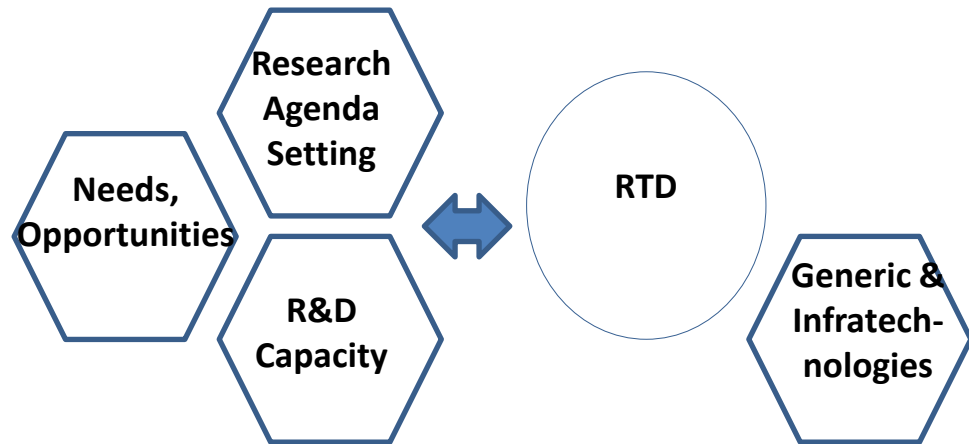 Research
Agenda
Setting
Needs,
Opportunities
R&D
Capacity
RTD
Generic &
Infratech-
nologies